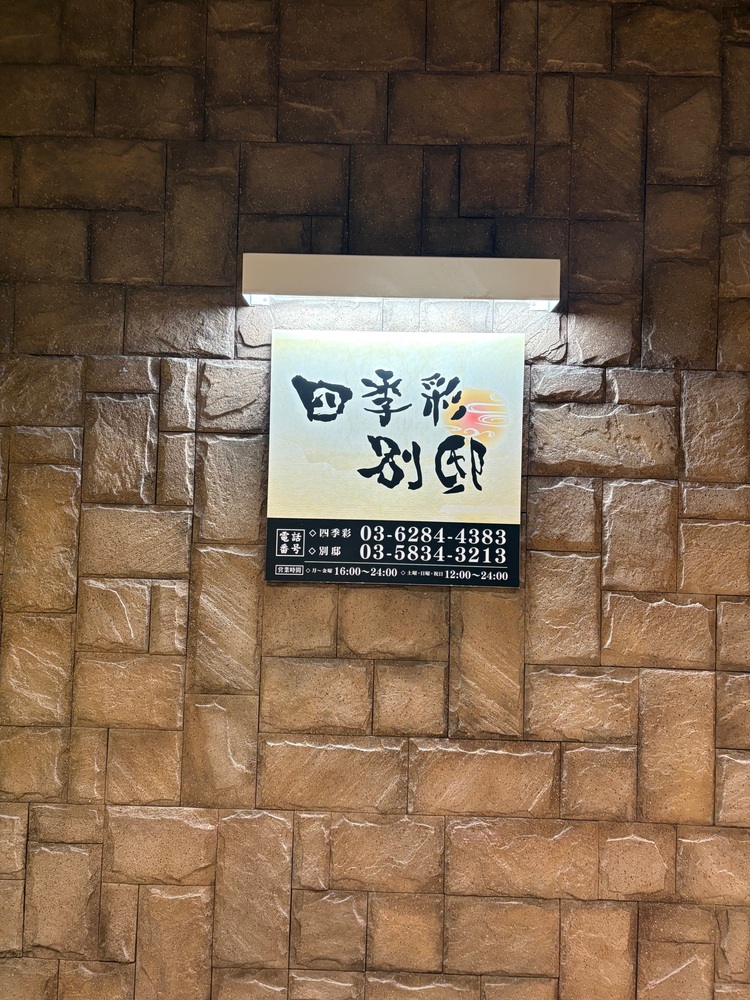 四季彩
別邸
電話番号
◇四季彩 03-6284-4383
◇別邸 03-5834-3213
営業時間 ◇月～金曜 16:00～24:00 ◇土曜・日曜・祝日 12:00～24:00